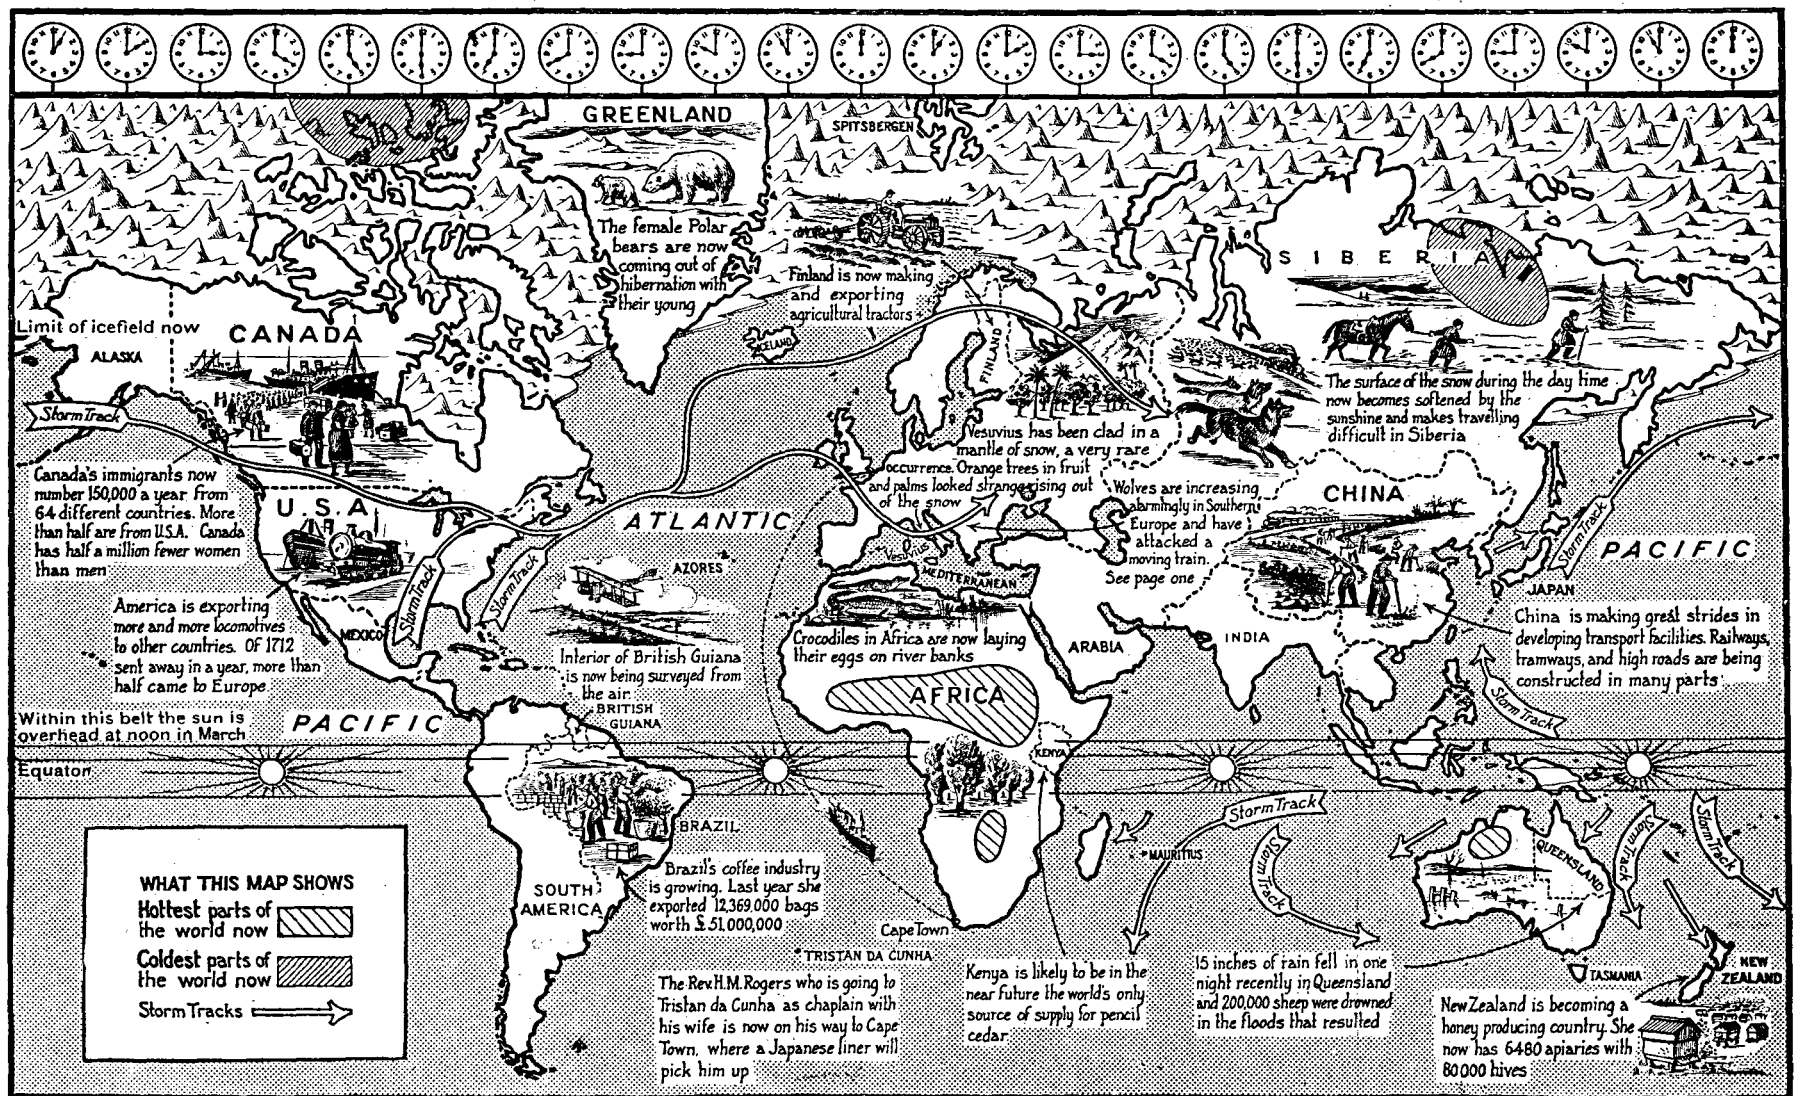 GREENLAND
SPITSBERGEN
The female Polar
bears are now
coming out of
hibernation with
their young
Finland is now making
and exporting
agricultural tractors
SIBERIA
Limit of icefield now
CANADA
ALASKA
ICELAND
FINLAND
The surface of the snow during the day time
now becomes softened by the
sunshine and makes travelling
difficult in Siberia
Storm Track
Vesuvius has been clad in a
mantle of snow, a very rare
occurrence. Orange trees in fruit
and palms looked strange rising out
of the snow
Canada's immigrants now
number 150,000 a year from
64 different countries. More
than half are from U.S.A. Canada
has half a million fewer women
than men
U.S.A
ATLANTIC
Wolves are increasing
alarmingly in Southern
Europe and have
attacked a
moving train.
See page one
CHINA
Storm Track
PACIFIC
JAPAN
Vesuvius
MEDITERRANEAN
AZORES
Storm Track
Storm Track
America is exporting
more and more locomotives
to other countries. Of 1712
sent away in a year, more than
half came to Europe
MEXICO
Interior of British Guiana
is now being surveyed from
the air
BRITISH
GUIANA
Crocodiles in Africa are now laying
their eggs on river banks
ARABIA
INDIA
China is making great strides in
developing transport facilities. Railways,
tramways, and high roads are being
constructed in many parts
Storm Track
AFRICA
Within this belt the sun is
overhead at noon in March
PACIFIC
Equator
KENYA
BRAZIL
Storm Track
Storm Track
MAURITIUS
QUEENSLAND
Storm Track
Storm Track
WHAT THIS MAP SHOWS
Hottest parts of
the world now
Coldest parts of
the world now
Storm Tracks
SOUTH
AMERICA
Brazil's coffee industry
is growing. Last year she
exported 12,369,000 bags
worth £51,000,000
Cape Town
TRISTAN DA CUNHA
The Rev. H.M. Rogers who is going to
Tristan da Cunha as chaplain with
his wife is now on his way to Cape
Town, where a Japanese liner will
pick him up
Kenya is likely to be in the
near future the world's only
source of supply for pencil
cedar
15 inches of rain fell in one
night recently in Queensland
and 200,000 sheep were drowned
in the floods that resulted
TASMANIA
NEW
ZEALAND
New Zealand is becoming a
honey producing country. She
now has 6480 apiaries with
80000 hives